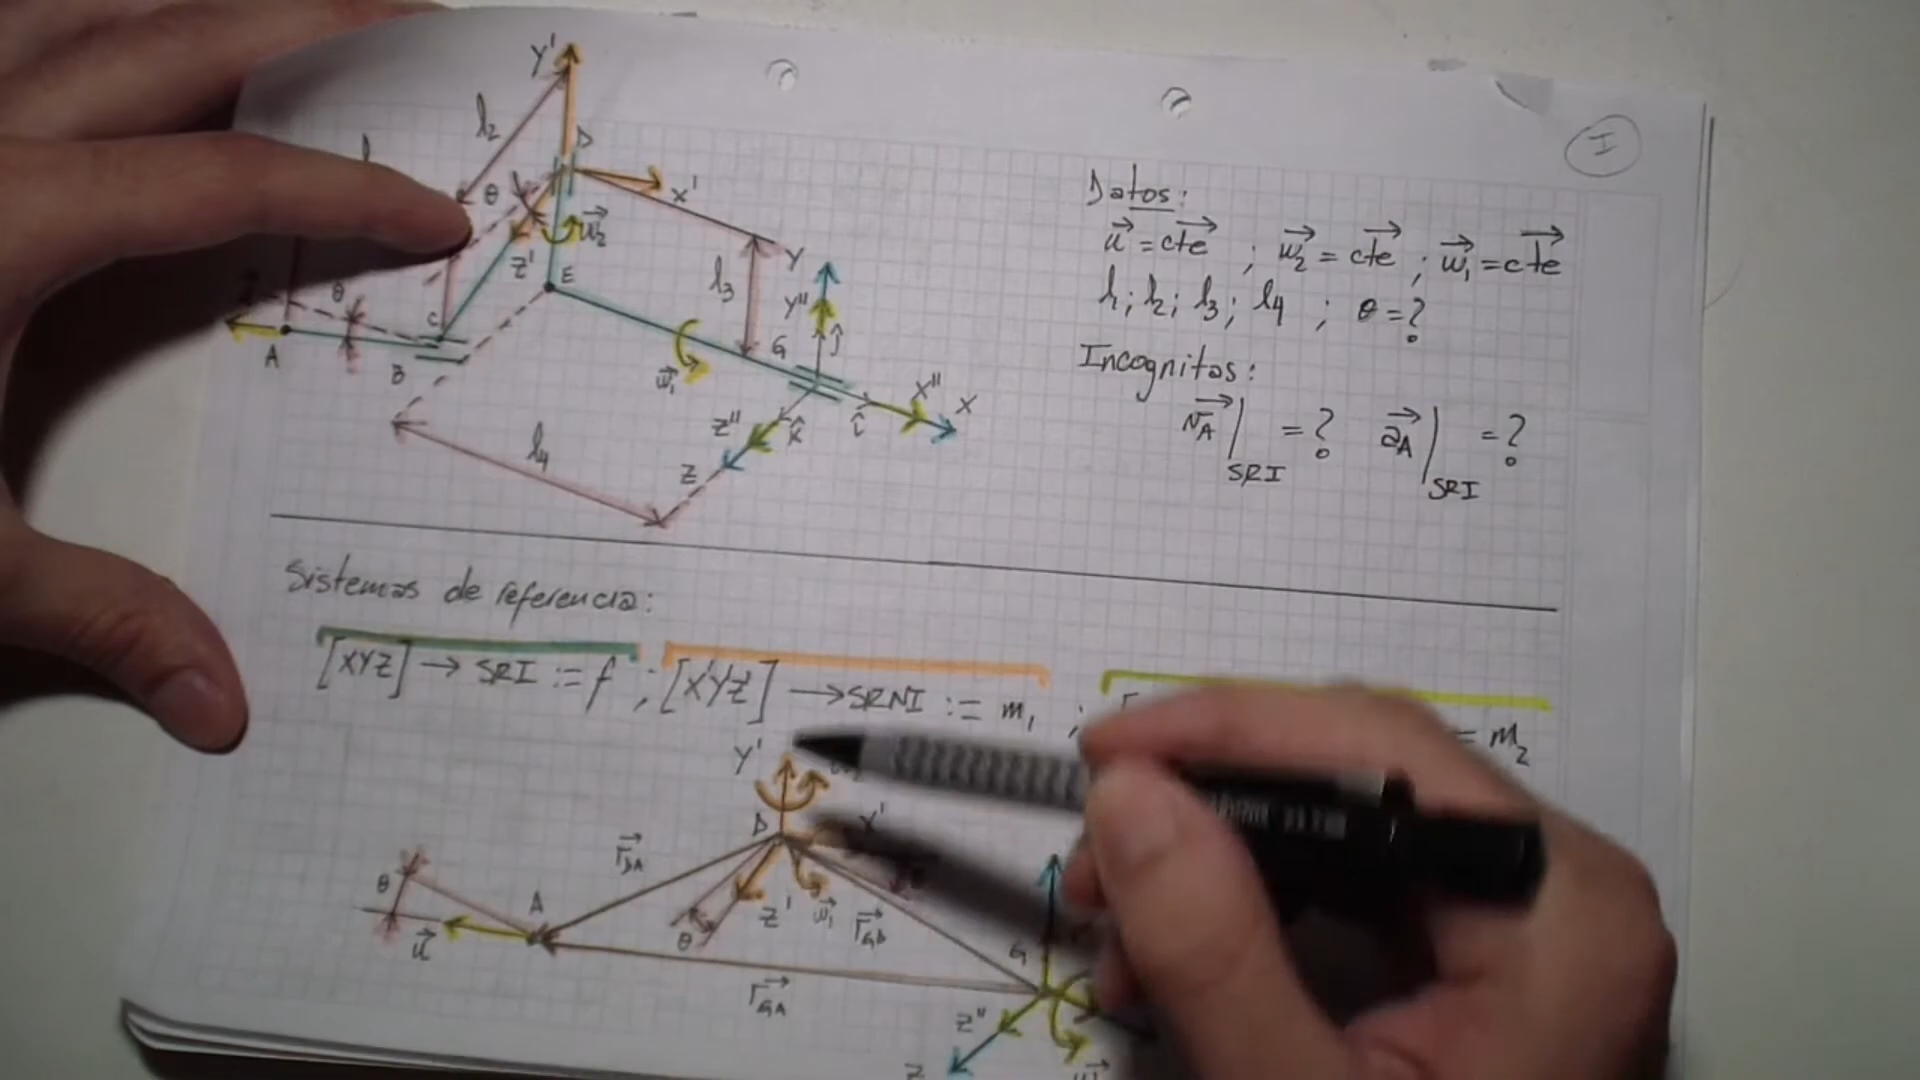 I
Y'
l2
D
θ
X'
w2
Z'
E
Y
l3
Y''
ĵ
θ
C
A
B
G
w1
X''
X
î
Z''
k̂
Z
l4
Datos:
u = cte ; w2 = cte ; w1 = cte
l1; l2; l3; l4 ; θ = ?
Incognitas:
vA|SRI = ? aA|SRI = ?
Sistemas de referencia:
[XYZ] → SRI := f ; [X'Y'Z'] → SRNI := m1 ; [ = m2
Y'
D
X'
rDA
θ
A
Z'
w1
rGD
u
θ
G
rGA
Z''
Z